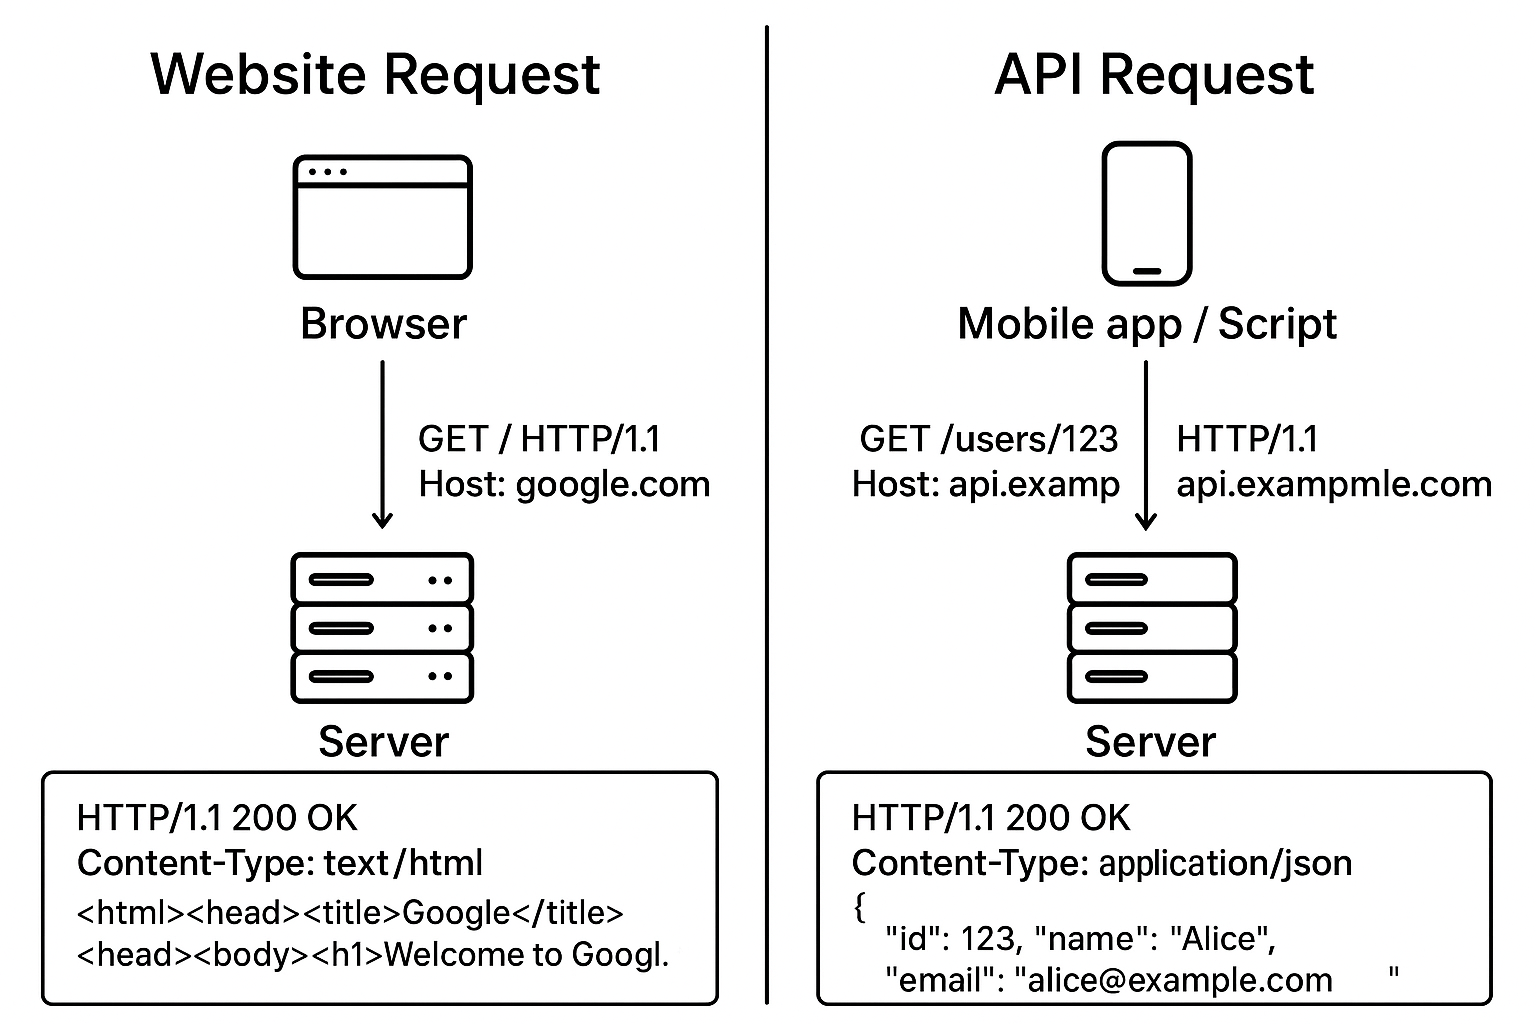 Website Request
Browser
GET / HTTP/1.1
Host: google.com
Server
HTTP/1.1 200 OK
Content-Type: text/html
<html><head><title>Google</title>
<head><body><h1>Welcome to Googl.
API Request
Mobile app / Script
GET /users/123 HTTP/1.1
Host: api.examp api.exampmle.com
Server
HTTP/1.1 200 OK
Content-Type: application/json
{
"id": 123, "name": "Alice",
"email": "alice@example.com "